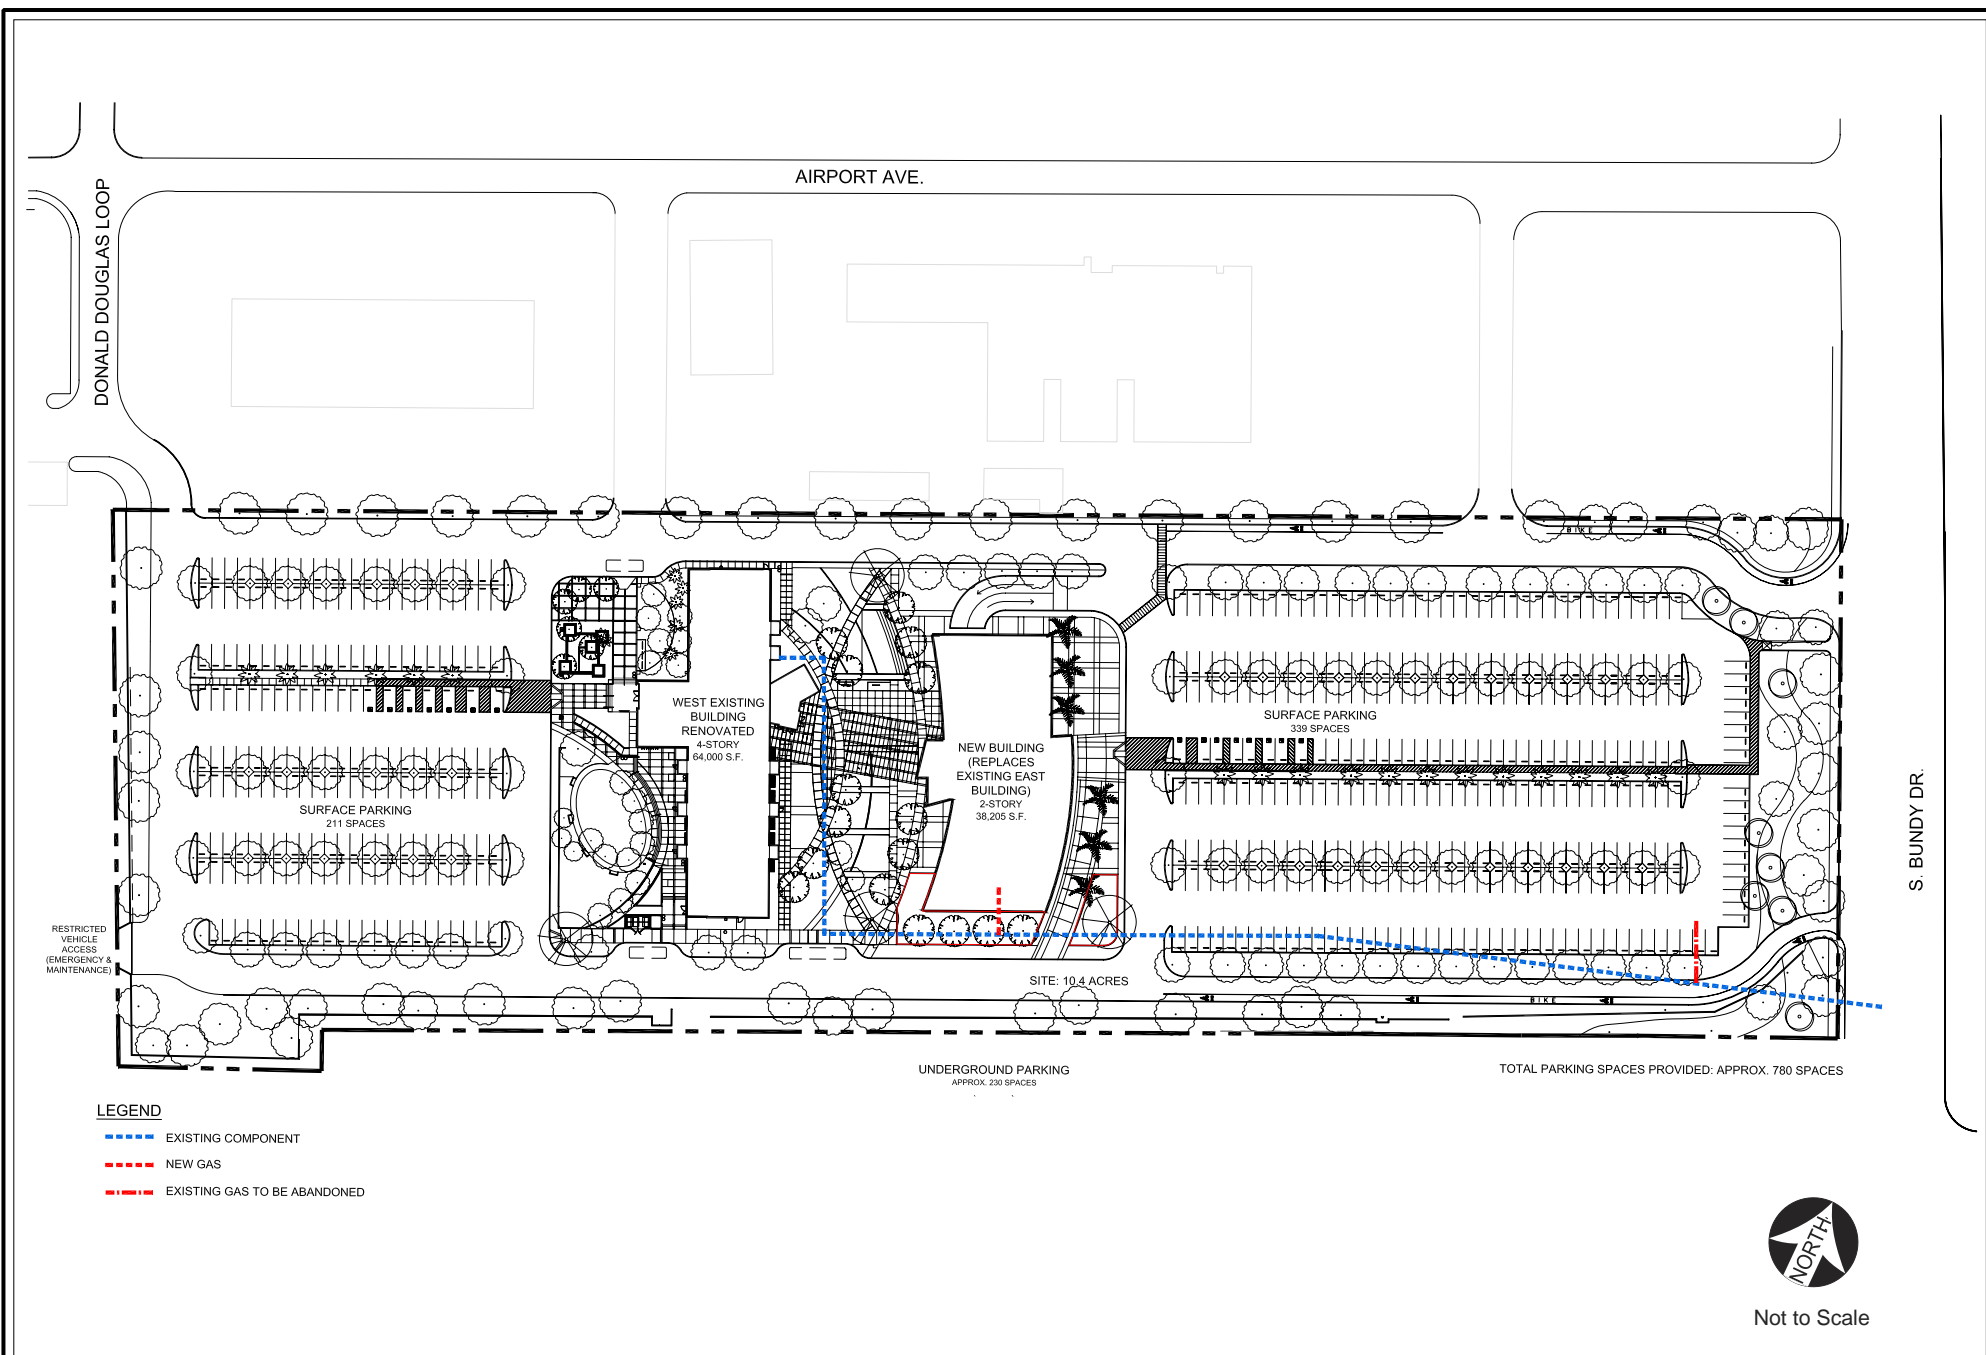 AIRPORT AVE.
DONALD DOUGLAS LOOP
S. BUNDY DR.
BIKE
WEST EXISTING
BUILDING
RENOVATED
4-STORY
64,000 S.F.
NEW BUILDING
(REPLACES
EXISTING EAST
BUILDING)
2-STORY
38,205 S.F.
SURFACE PARKING
339 SPACES
SURFACE PARKING
211 SPACES
RESTRICTED
VEHICLE
ACCESS
(EMERGENCY &
MAINTENANCE)
SITE: 10.4 ACRES
BIKE
UNDERGROUND PARKING
APPROX. 230 SPACES
TOTAL PARKING SPACES PROVIDED: APPROX. 780 SPACES
LEGEND
EXISTING COMPONENT
NEW GAS
EXISTING GAS TO BE ABANDONED
NORTH
Not to Scale